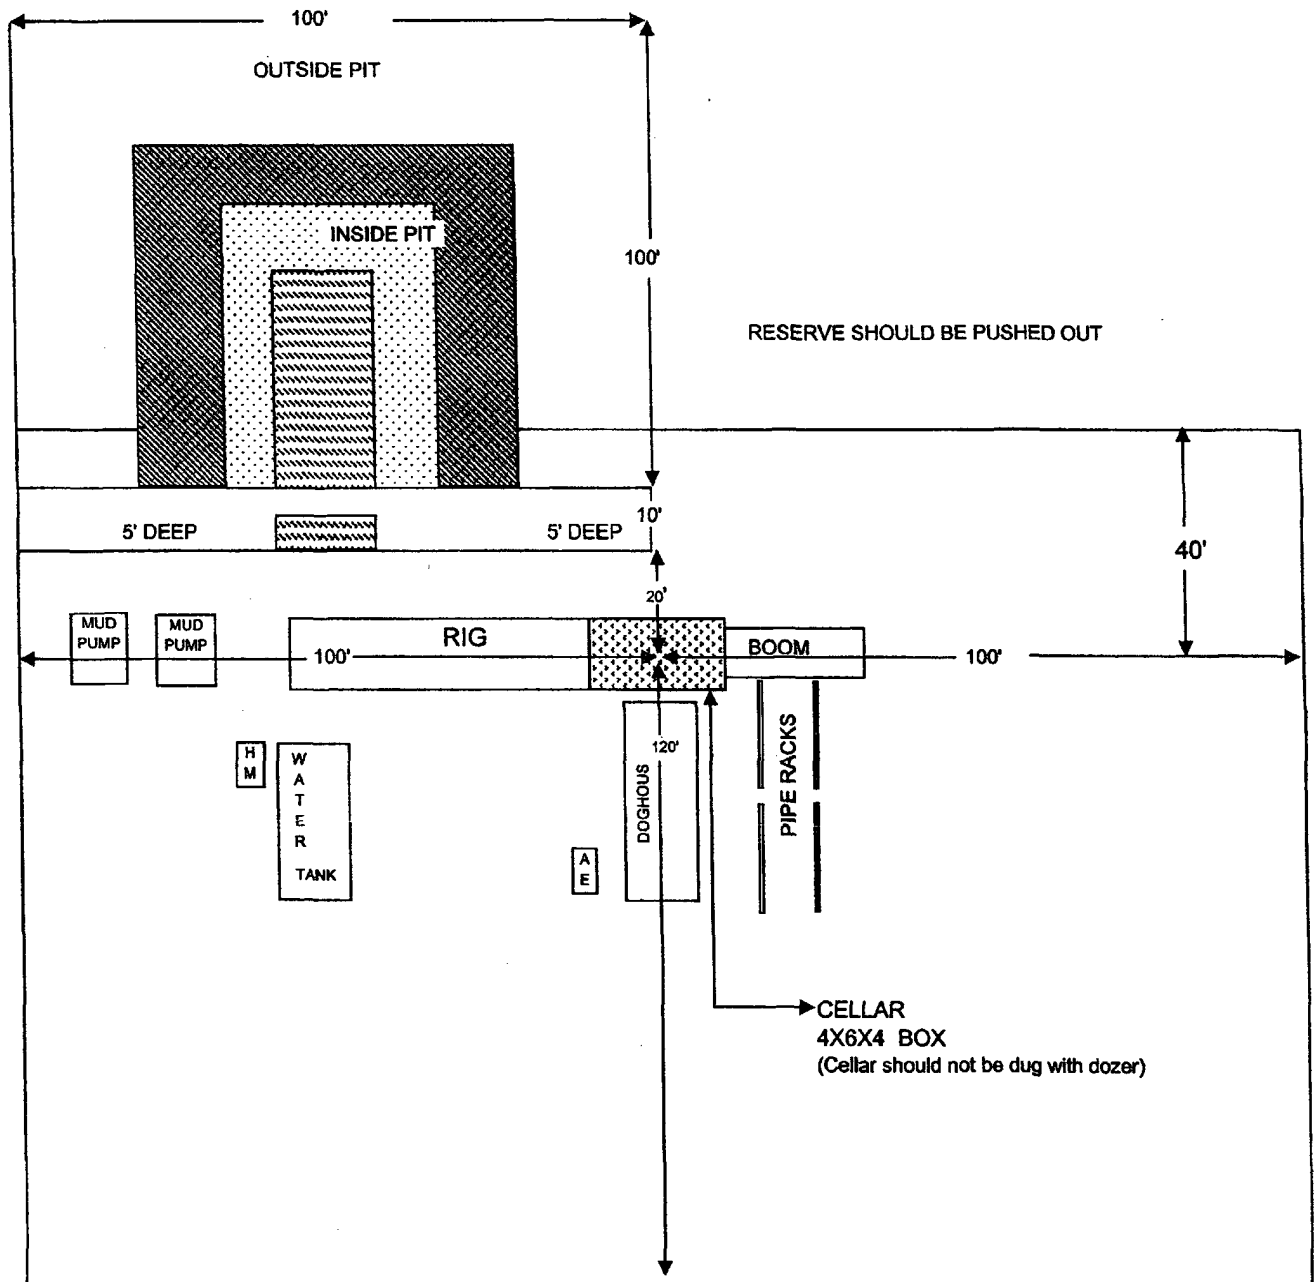 100'
OUTSIDE PIT
INSIDE PIT
100'
RESERVE SHOULD BE PUSHED OUT
10'
5' DEEP
5' DEEP
40'
20'
MUD
PUMP
MUD
PUMP
RIG
BOOM
100'
100'
H
M
W
A
T
E
R
TANK
120'
DOGHOUS
PIPE RACKS
A
E
CELLAR
4X6X4 BOX
(Cellar should not be dug with dozer)